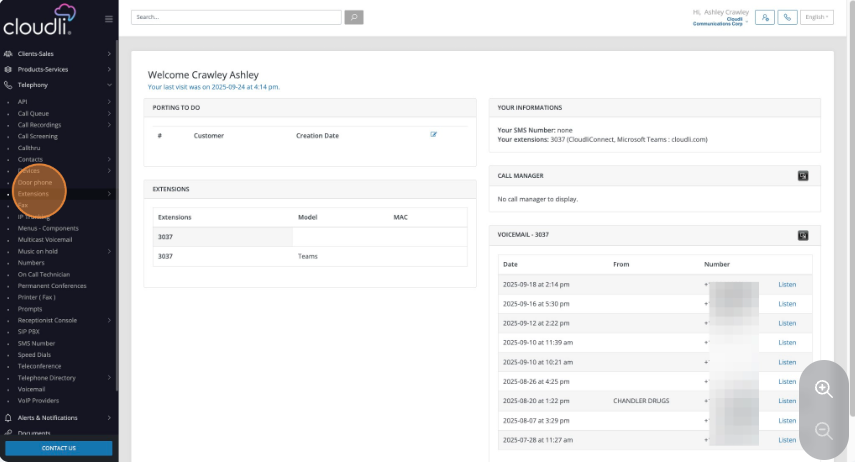 cloudli.
Search...
Hi, Ashley Crawley
Cloudli
Communications Corp
English
Clients-Sales
Products-Services
Telephony
API
Call Queue
Call Recordings
Call Screening
Callthru
Contacts
Devices
Door phone
Extensions
Fax
IP Trunking
Menus - Components
Multicast Voicemail
Music on hold
Numbers
On Call Technician
Permanent Conferences
Printer ( Fax )
Prompts
Receptionist Console
SIP PBX
SMS Number
Speed Dials
Teleconference
Telephone Directory
Voicemail
VoIP Providers
Alerts & Notifications
Documents
CONTACT US
Welcome Crawley Ashley
Your last visit was on 2025-09-24 at 4:14 pm.
PORTING TO DO
# Customer Creation Date
EXTENSIONS
Extensions Model MAC
3037
3037 Teams
YOUR INFORMATIONS
Your SMS Number: none
Your extensions: 3037 (CloudliConnect, Microsoft Teams : cloudli.com)
CALL MANAGER
No call manager to display.
VOICEMAIL - 3037
Date From Number
2025-09-18 at 2:14 pm + Listen
2025-09-16 at 5:30 pm + Listen
2025-09-12 at 2:22 pm + Listen
2025-09-10 at 11:39 am + Listen
2025-09-10 at 10:21 am + Listen
2025-08-26 at 4:25 pm + Listen
2025-08-20 at 1:22 pm CHANDLER DRUGS + Listen
2025-08-07 at 3:29 pm + Listen
2025-07-28 at 11:27 am + Listen